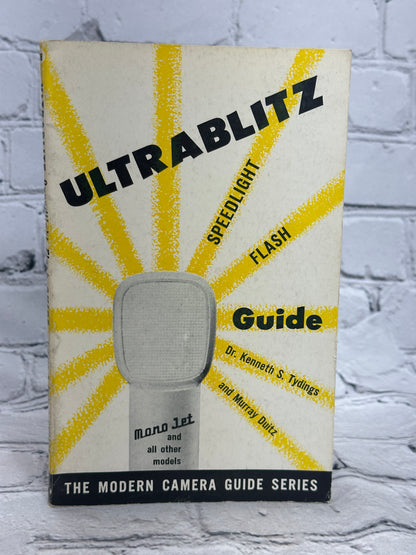 ULTRABLITZ
SPEEDLIGHT
FLASH
Guide
Dr. Kenneth S. Tydings
and Murray Duitz
Mono Jet
and
all other
models
THE MODERN CAMERA GUIDE SERIES